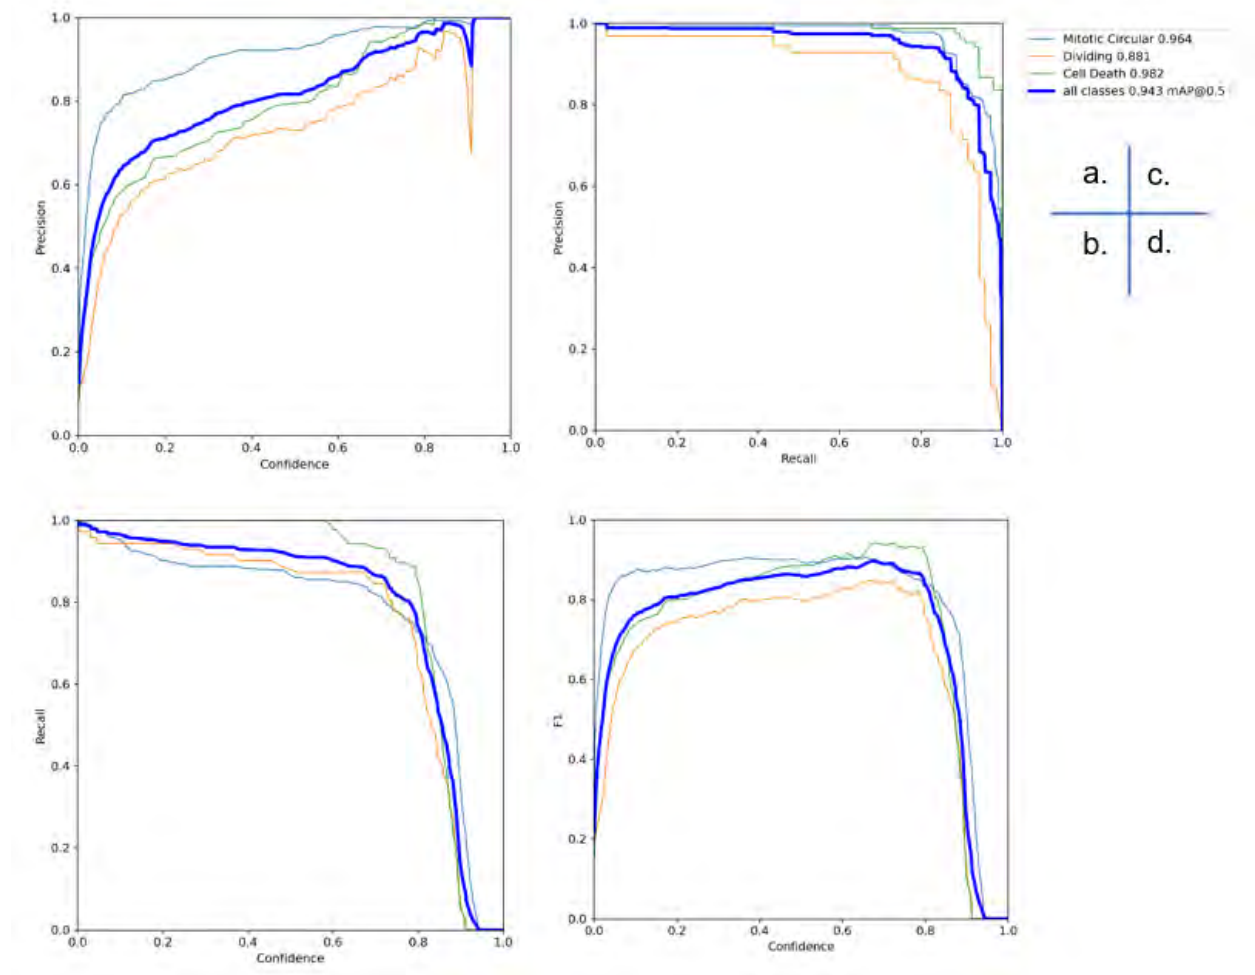 1.0
0.8
0.6
0.4
0.2
0.0
Precision
0.0 0.2 0.4 0.6 0.8 1.0
Confidence
1.0
0.8
0.6
0.4
0.2
0.0
Precision
0.0 0.2 0.4 0.6 0.8 1.0
Recall
Mitotic Circular 0.964
Dividing 0.881
Cell Death 0.982
all classes 0.943 mAP@0.5
a. c.
b. d.
1.0
0.8
0.6
0.4
0.2
0.0
Recall
0.0 0.2 0.4 0.6 0.8 1.0
Confidence
1.0
0.8
0.6
0.4
0.2
0.0
F1
0.0 0.2 0.4 0.6 0.8 1.0
Confidence